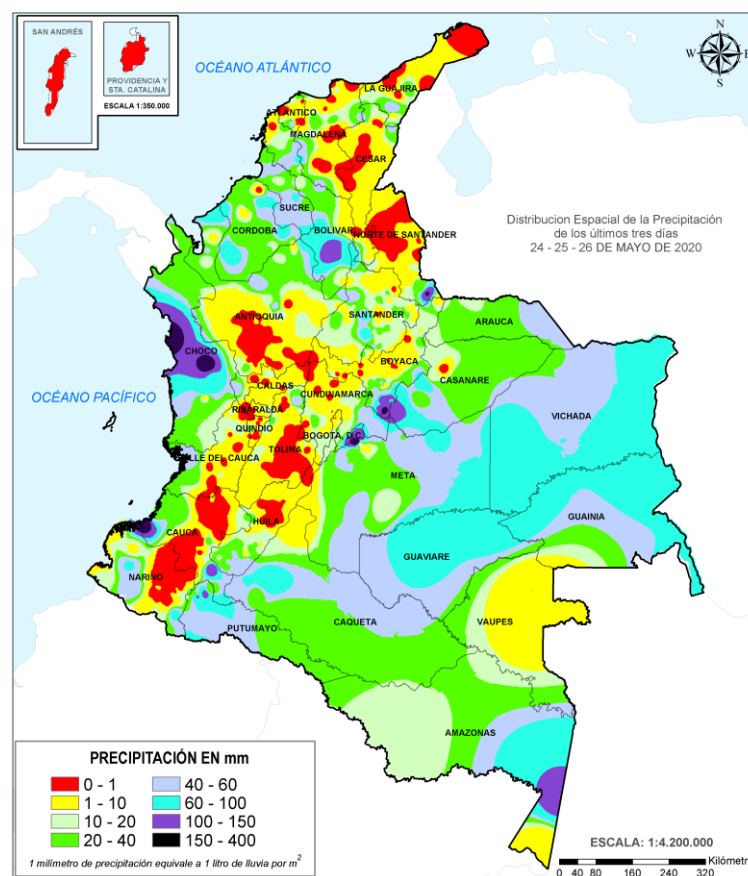 SAN ANDRÉS
PROVIDENCIA Y
STA. CATALINA
ESCALA 1:350.000
OCÉANO ATLÁNTICO
N
W
E
S
LA GUAJIRA
ATLANTICO
MAGDALENA
CESAR
SUCRE
CORDOBA
BOLIVAR
NORTE DE SANTANDER
Distribucion Espacial de la Precipitación
de los últimos tres días
24 - 25 - 26 DE MAYO DE 2020
ANTIOQUIA
SANTANDER
ARAUCA
CHOCO
BOYACA
CASANARE
OCÉANO PACÍFICO
CALDAS
CUNDINAMARCA
RISARALDA
VICHADA
QUINDIO
BOGOTÁ, D.C.
TOLIMA
VALLE DEL CAUCA
META
HUILA
GUAINIA
CAUCA
GUAVIARE
NARIÑO
PUTUMAYO
CAQUETA
VAUPES
AMAZONAS
PRECIPITACIÓN EN mm
0 - 1 40 - 60
1 - 10 60 - 100
10 - 20 100 - 150
20 - 40 150 - 400
1 milímetro de precipitación equivale a 1 litro de lluvia por m²
ESCALA: 1:4.200.000
Kilóm
0 40 80 160 240 320